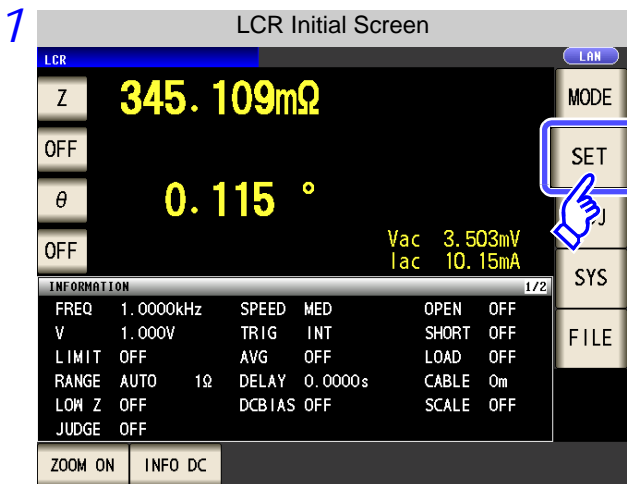 1
LCR Initial Screen
LCR
LAN
Z
345.109mΩ
MODE
OFF
SET
θ
0.115 °
OFF
Vac 3.503mV
Iac 10.15mA
SYS
INFORMATION 1/2
FREQ 1.0000kHz SPEED MED OPEN OFF
V 1.000V TRIG INT SHORT OFF
FILE
LIMIT OFF AVG OFF LOAD OFF
RANGE AUTO 1Ω DELAY 0.0000s CABLE 0m
LOW Z OFF DCBIAS OFF SCALE OFF
JUDGE OFF
ZOOM ON INFO DC